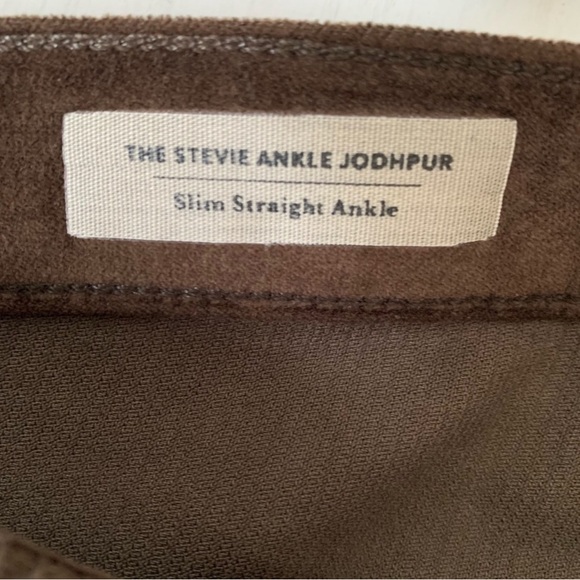 THE STEVIE ANKLE JODHPUR
Slim Straight Ankle